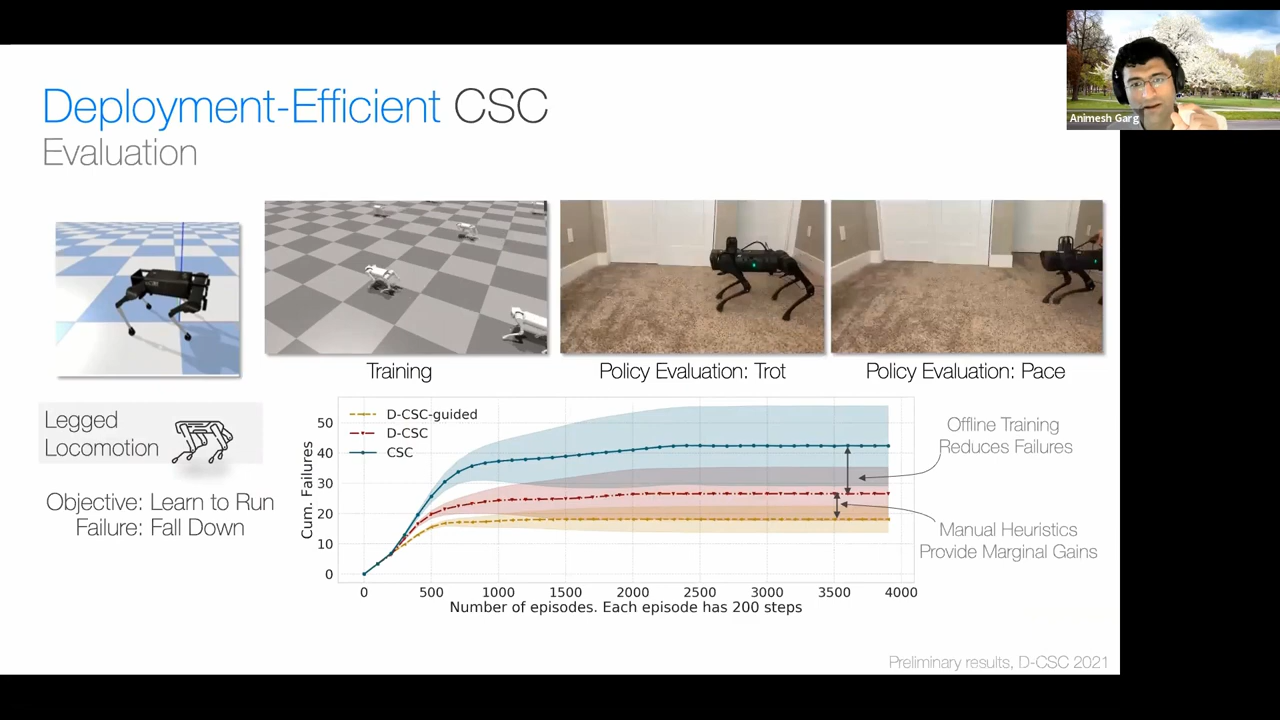 Animesh Garg
Deployment-Efficient CSC
Evaluation
Training
Policy Evaluation: Trot
Policy Evaluation: Pace
Legged
Locomotion
Objective: Learn to Run
Failure: Fall Down
Cum. Failures
50
40
30
20
10
0
D-CSC-guided
D-CSC
CSC
0 500 1000 1500 2000 2500 3000 3500 4000
Number of episodes. Each episode has 200 steps
Offline Training
Reduces Failures
Manual Heuristics
Provide Marginal Gains
Preliminary results, D-CSC 2021